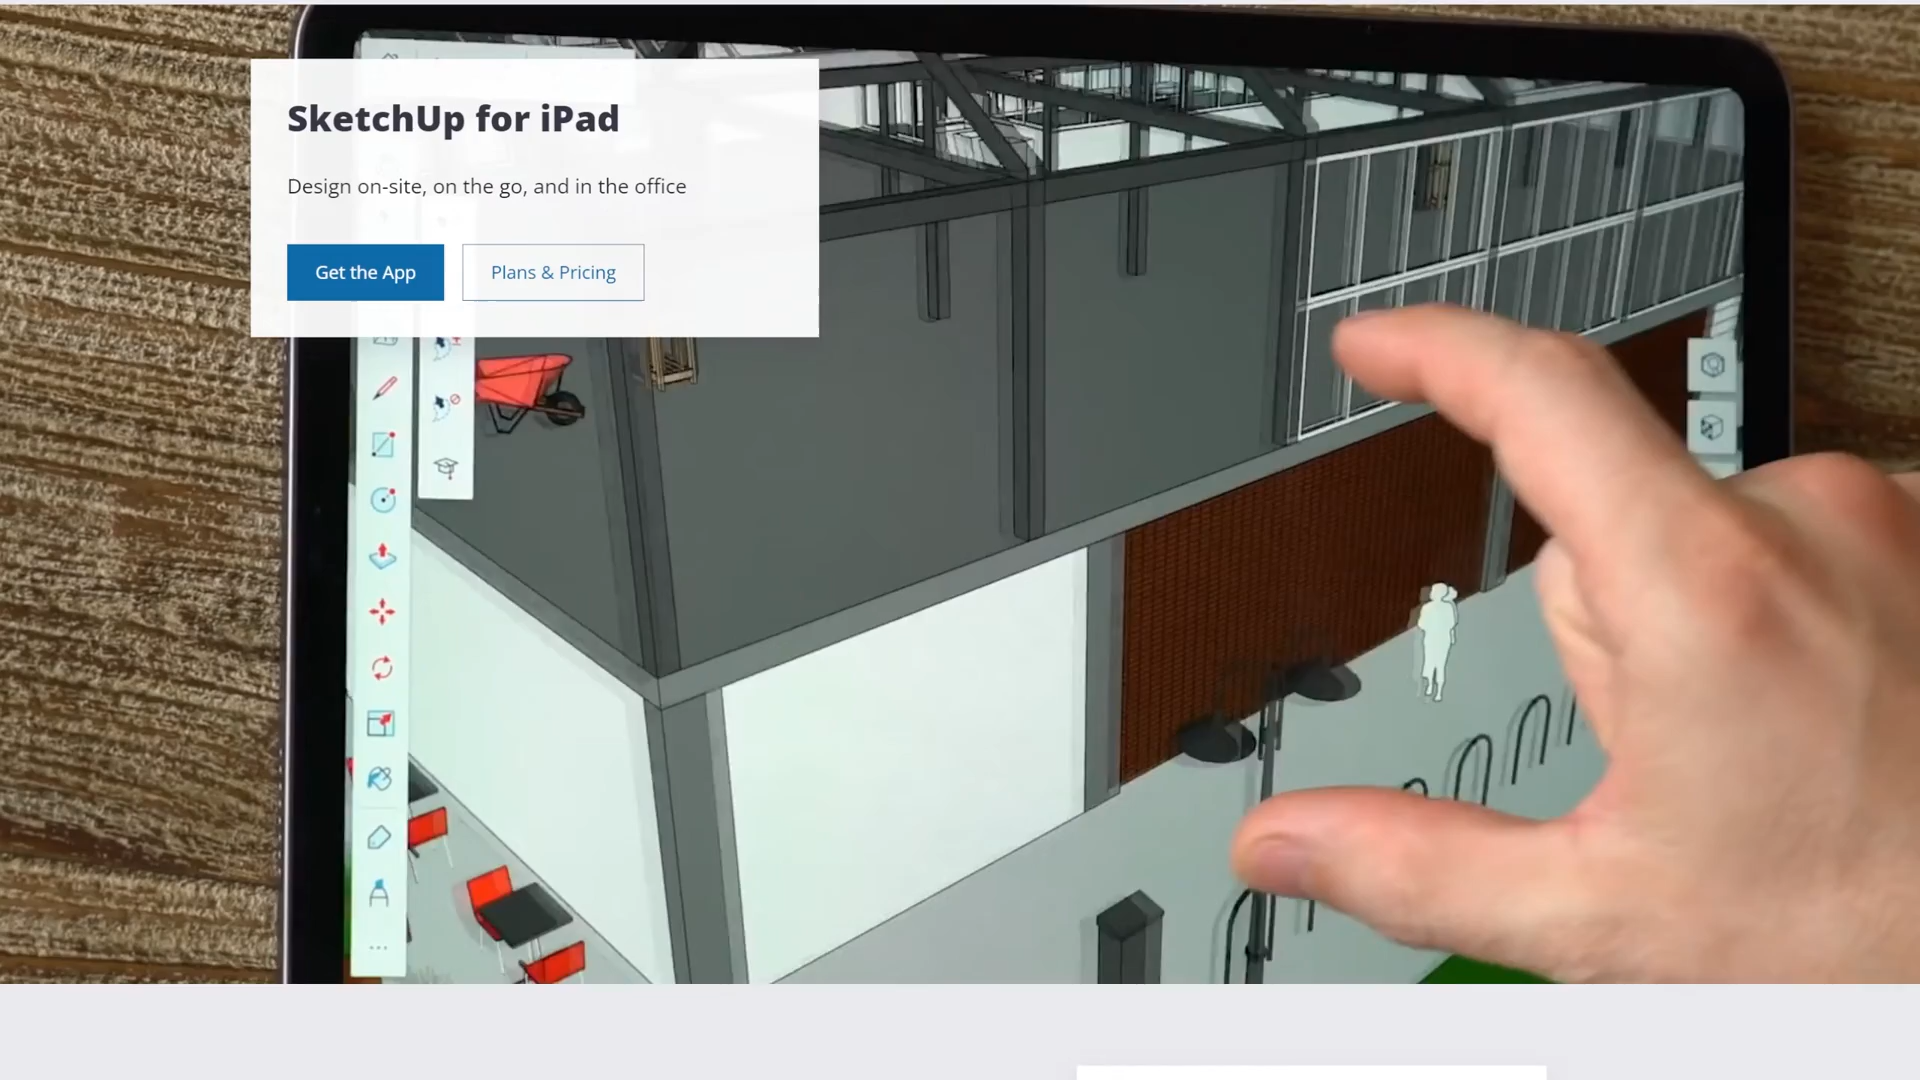 SketchUp for iPad
Design on-site, on the go, and in the office
Get the App
Plans & Pricing